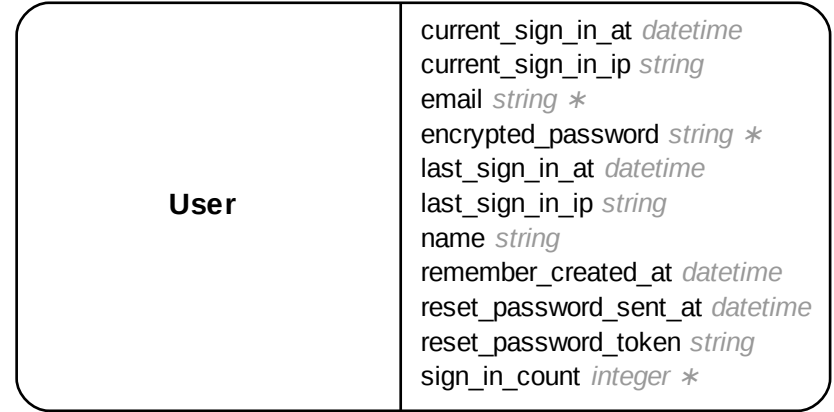 User
current_sign_in_at datetime
current_sign_in_ip string
email string ∗
encrypted_password string ∗
last_sign_in_at datetime
last_sign_in_ip string
name string
remember_created_at datetime
reset_password_sent_at datetime
reset_password_token string
sign_in_count integer ∗